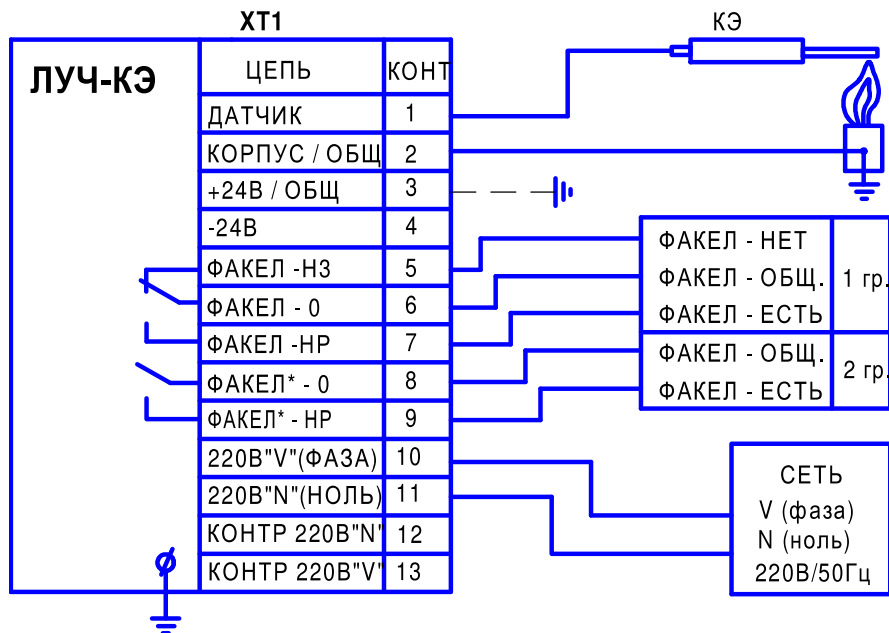 ХТ1
КЭ
ЛУЧ-КЭ
ЦЕПЬ КОНТ
ДАТЧИК 1
КОРПУС / ОБЩ 2
+24В / ОБЩ 3
-24В 4
ФАКЕЛ -НЗ 5
ФАКЕЛ - 0 6
ФАКЕЛ -НР 7
ФАКЕЛ* - 0 8
ФАКЕЛ* - НР 9
220В"V"(ФАЗА) 10
220В"N"(НОЛЬ) 11
КОНТР 220В"N" 12
КОНТР 220В"V" 13
ФАКЕЛ - НЕТ
ФАКЕЛ - ОБЩ.
ФАКЕЛ - ЕСТЬ
1 гр.
ФАКЕЛ - ОБЩ.
ФАКЕЛ - ЕСТЬ
2 гр.
СЕТЬ
V (фаза)
N (ноль)
220В/50Гц